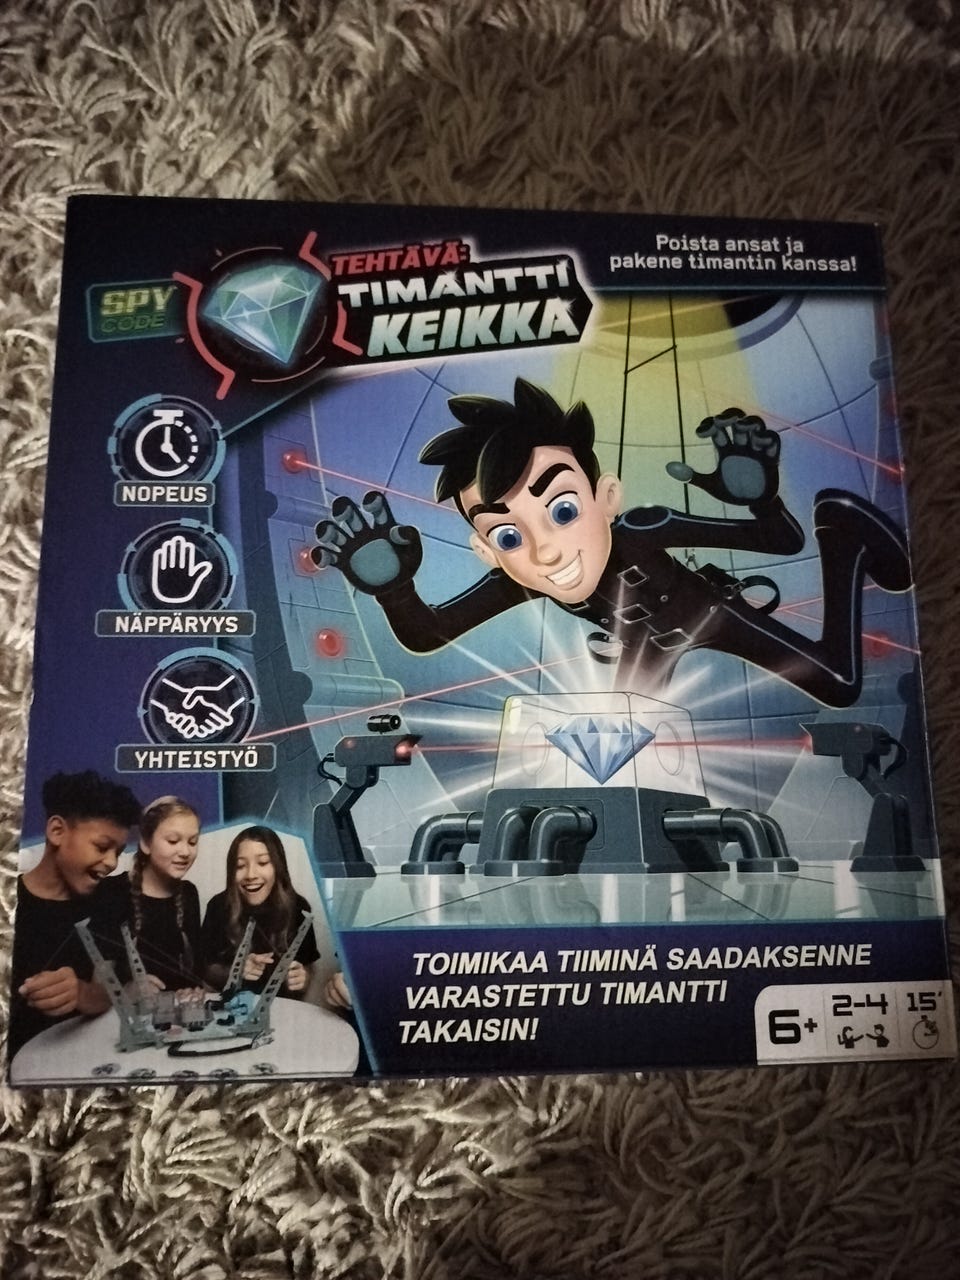 SPY
CODE
TEHTÄVÄ:
TIMANTTI
KEIKKA
Poista ansat ja
pakene timantin kanssa!
NOPEUS
NÄPPÄRYYS
YHTEISTYÖ
TOIMIKAA TIIMINÄ SAADAKSENNE
VARASTETTU TIMANTTI
TAKAISIN!
6+
2-4
15'